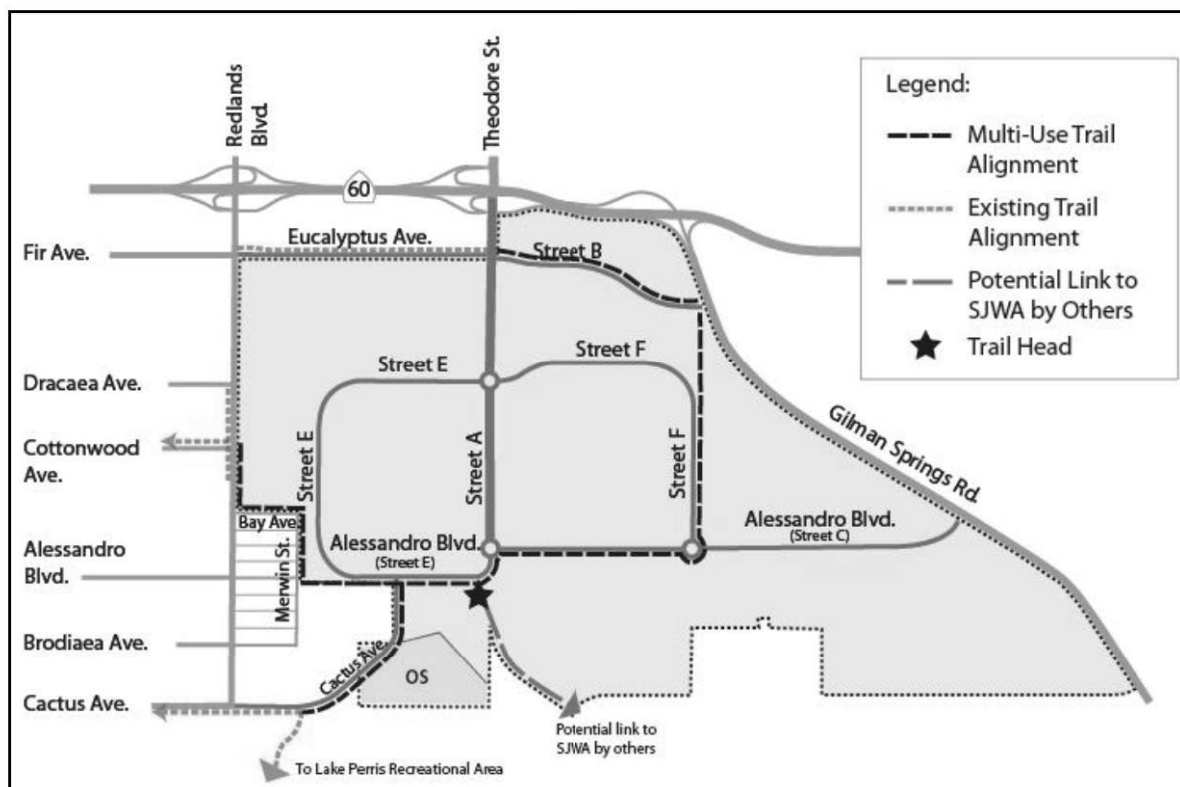 Redlands
Blvd.
Theodore St.
Legend:
Multi-Use Trail
Alignment
Existing Trail
Alignment
Potential Link to
SJWA by Others
Trail Head
60
Fir Ave.
Eucalyptus Ave.
Street B
Dracaea Ave.
Street E
Street F
Cottonwood
Ave.
Street E
Street A
Street F
Gilman Springs Rd.
Bay Ave.
Alessandro
Blvd.
Merwin St.
Alessandro Blvd.
(Street E)
Alessandro Blvd.
(Street C)
Brodiaea Ave.
Cactus Ave.
OS
Cactus Ave.
Potential link to
SJWA by others
To Lake Perris Recreational Area